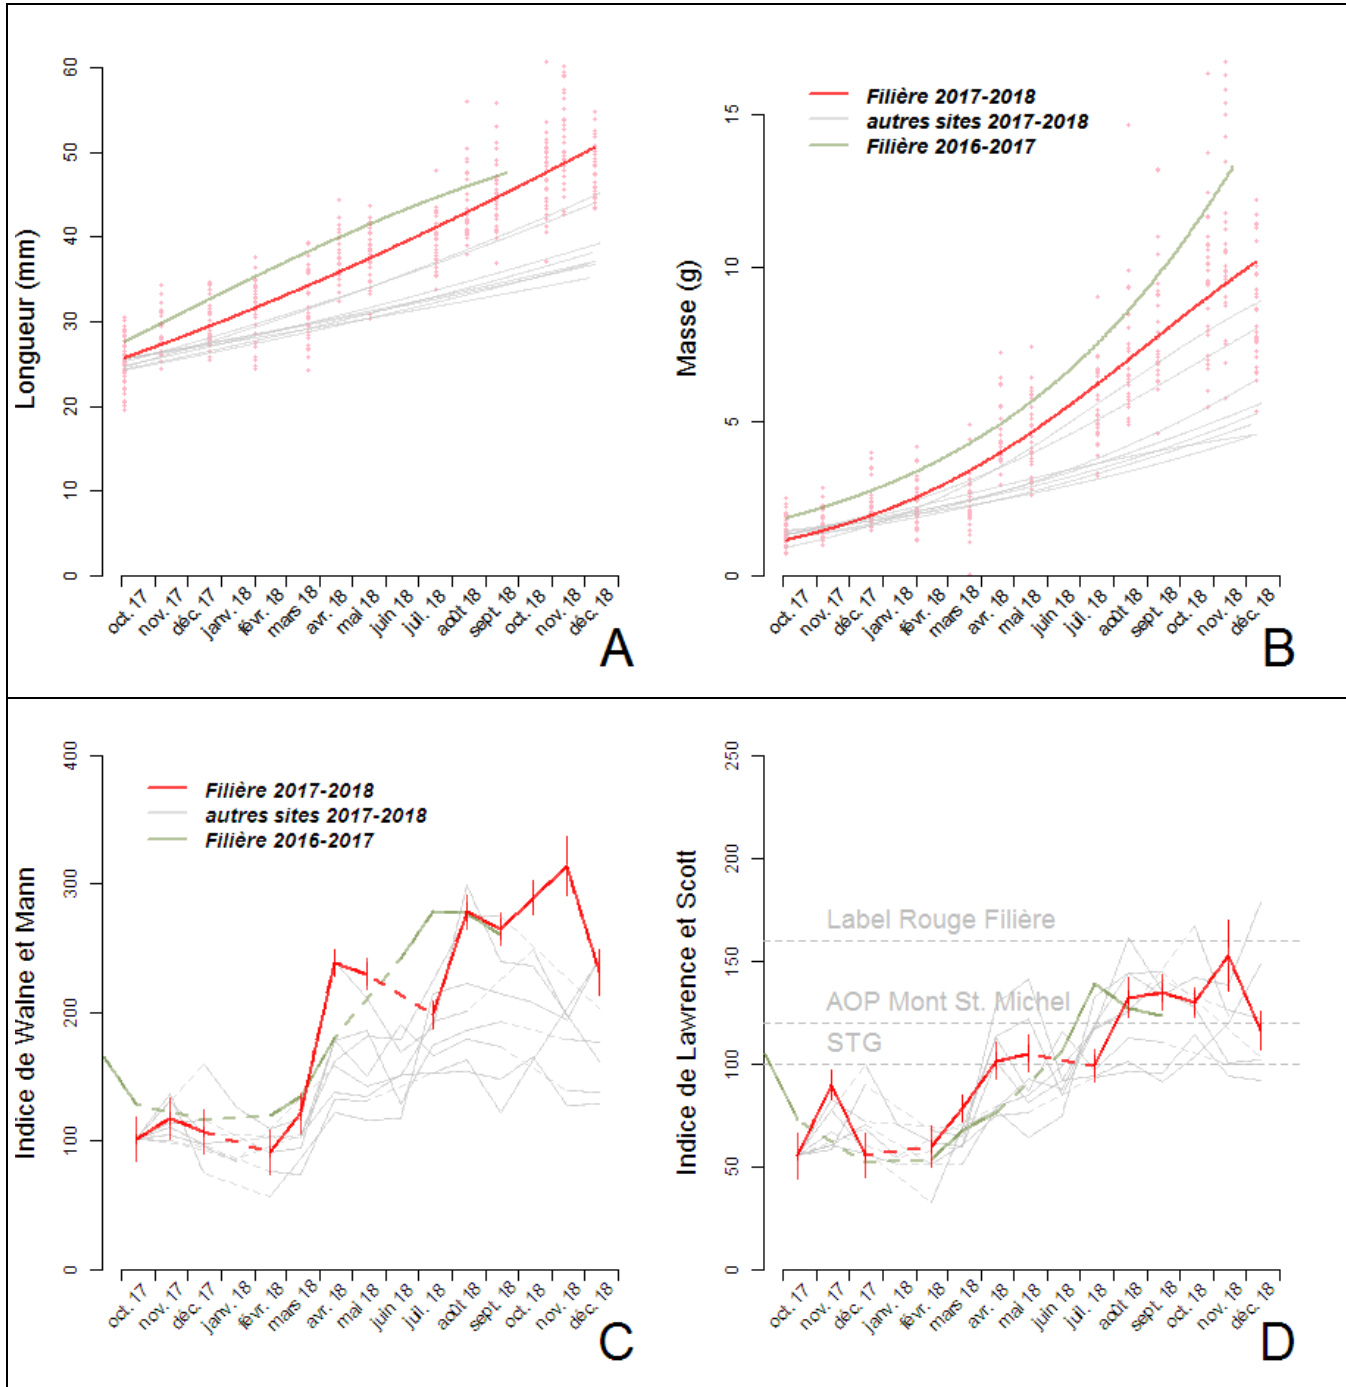 Longueur (mm)
60
50
40
30
20
10
0
oct. 17
nov. 17
déc. 17
janv. 18
févr. 18
mars 18
avr. 18
mai 18
juin 18
juil. 18
août 18
sept. 18
oct. 18
nov. 18
déc. 18
A
Filière 2017-2018
autres sites 2017-2018
Filière 2016-2017
Masse (g)
15
10
5
0
oct. 17
nov. 17
déc. 17
janv. 18
févr. 18
mars 18
avr. 18
mai 18
juin 18
juil. 18
août 18
sept. 18
oct. 18
nov. 18
déc. 18
B
Filière 2017-2018
autres sites 2017-2018
Filière 2016-2017
Indice de Walne et Mann
400
300
200
100
0
oct. 17
nov. 17
déc. 17
janv. 18
févr. 18
mars 18
avr. 18
mai 18
juin 18
juil. 18
août 18
sept. 18
oct. 18
nov. 18
déc. 18
C
Indice de Lawrence et Scott
250
200
150
100
50
0
Label Rouge Filière
AOP Mont St. Michel
STG
oct. 17
nov. 17
déc. 17
janv. 18
févr. 18
mars 18
avr. 18
mai 18
juin 18
juil. 18
août 18
sept. 18
oct. 18
nov. 18
déc. 18
D